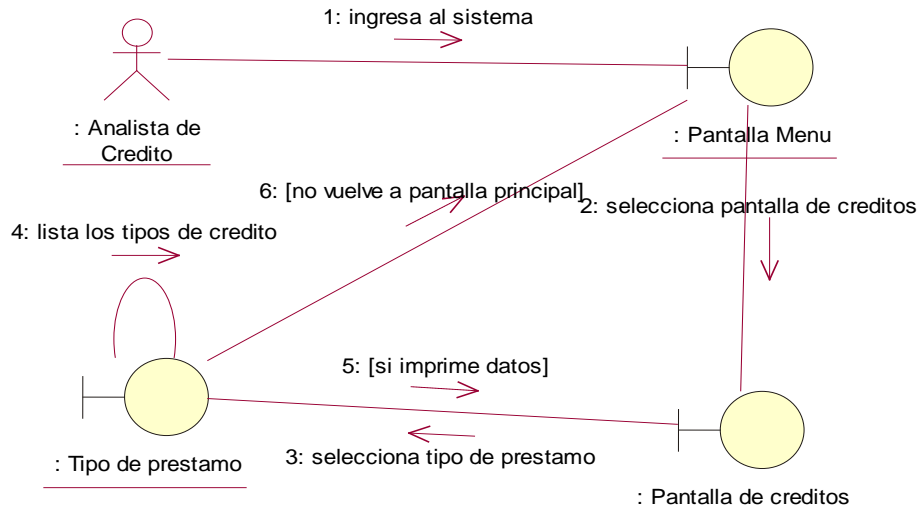 1: ingresa al sistema
: Analista de
Credito
: Pantalla Menu
6: [no vuelve a pantalla principal]
2: selecciona pantalla de creditos
4: lista los tipos de credito
5: [si imprime datos]
3: selecciona tipo de prestamo
: Tipo de prestamo
: Pantalla de creditos